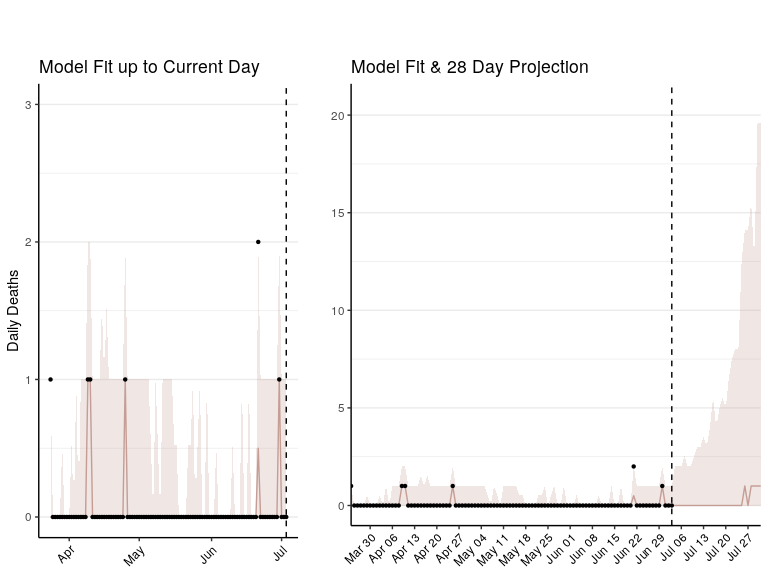 Model Fit up to Current Day
Daily Deaths
3
2
1
0
Apr
May
Jun
Jul
Model Fit & 28 Day Projection
20
15
10
5
0
Mar 30
Apr 06
Apr 13
Apr 20
Apr 27
May 04
May 11
May 18
May 25
Jun 01
Jun 08
Jun 15
Jun 22
Jun 29
Jul 06
Jul 13
Jul 20
Jul 27